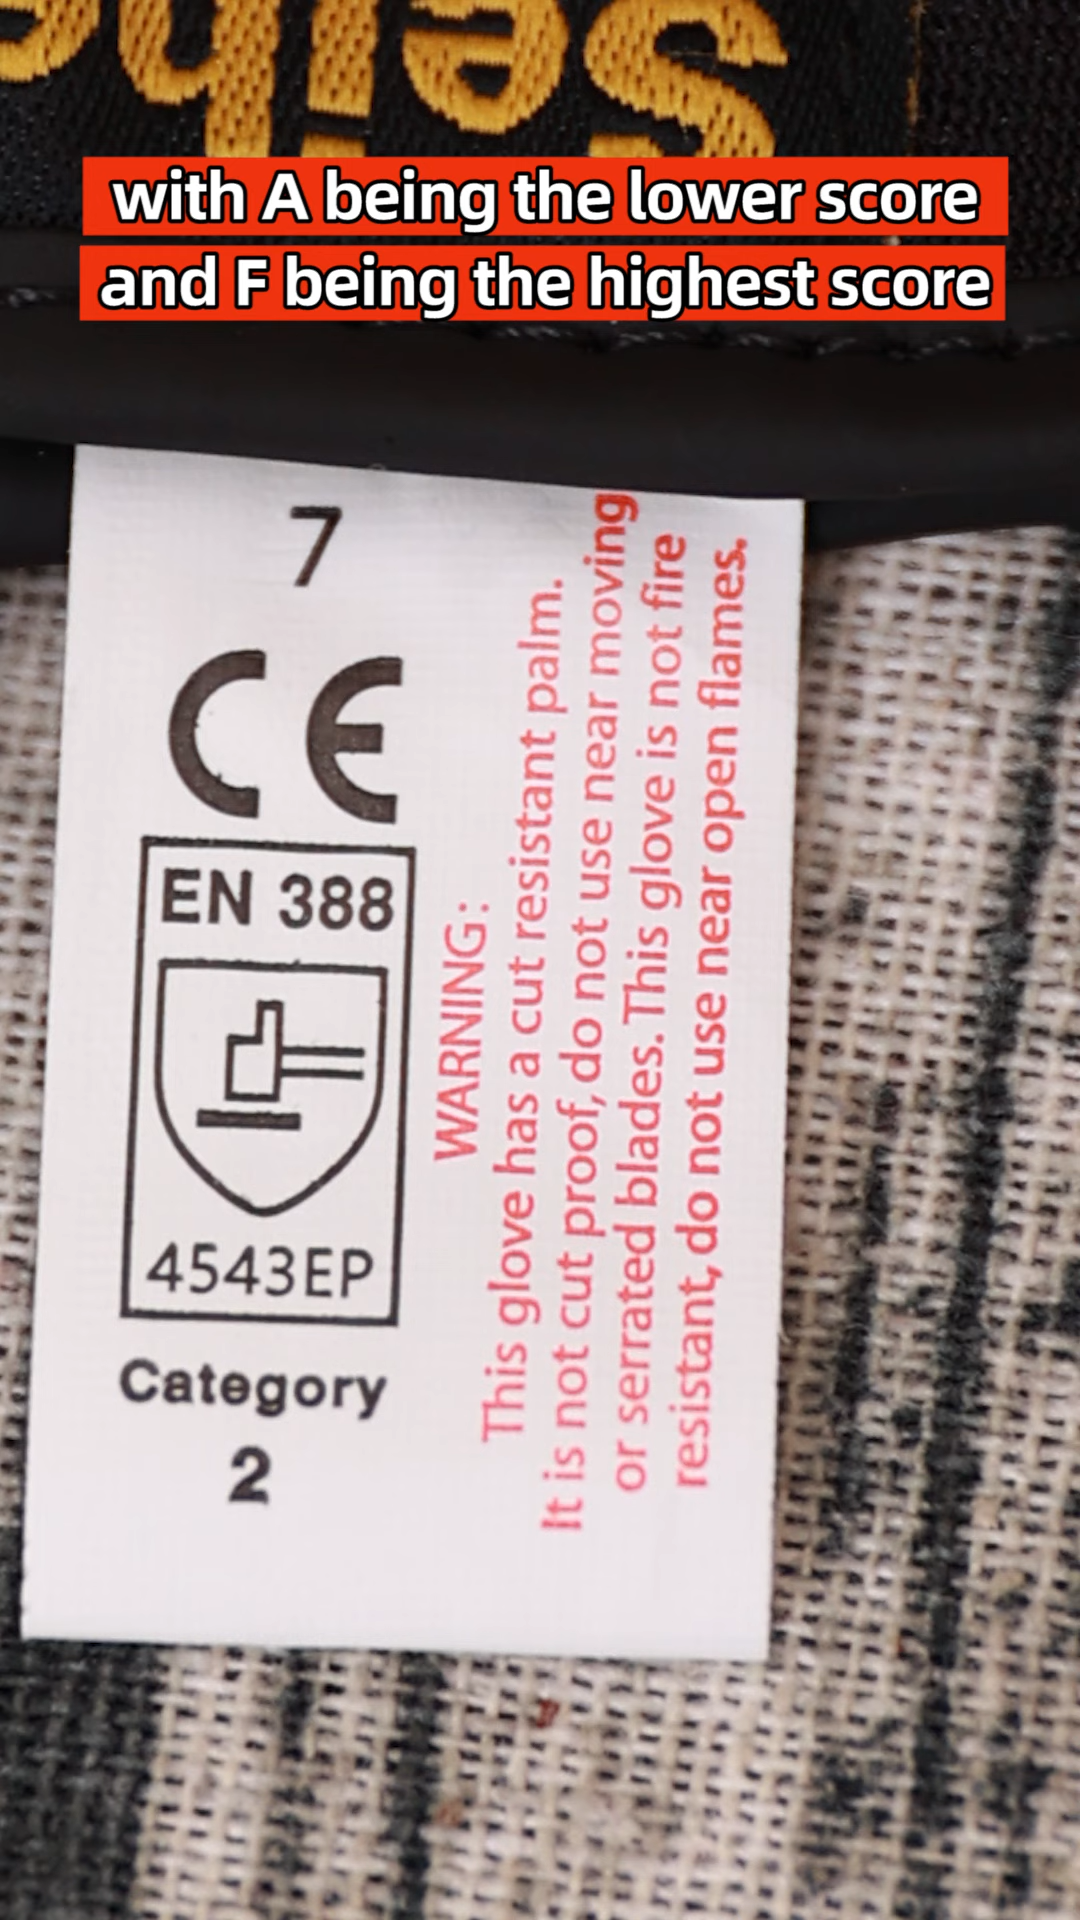 Seihe
with A being the lower score
and F being the highest score
7
CE
EN 388
4543EP
Category
2
WARNING:
This glove has a cut resistant palm.
It is not cut proof, do not use near moving
or serrated blades. This glove is not fire
resistant, do not use near open flames.